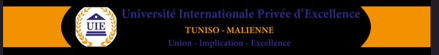 Université Internationale Privée d'Excellence
UIE
TUNISO - MALIENNE
Union - Implication - Excellence